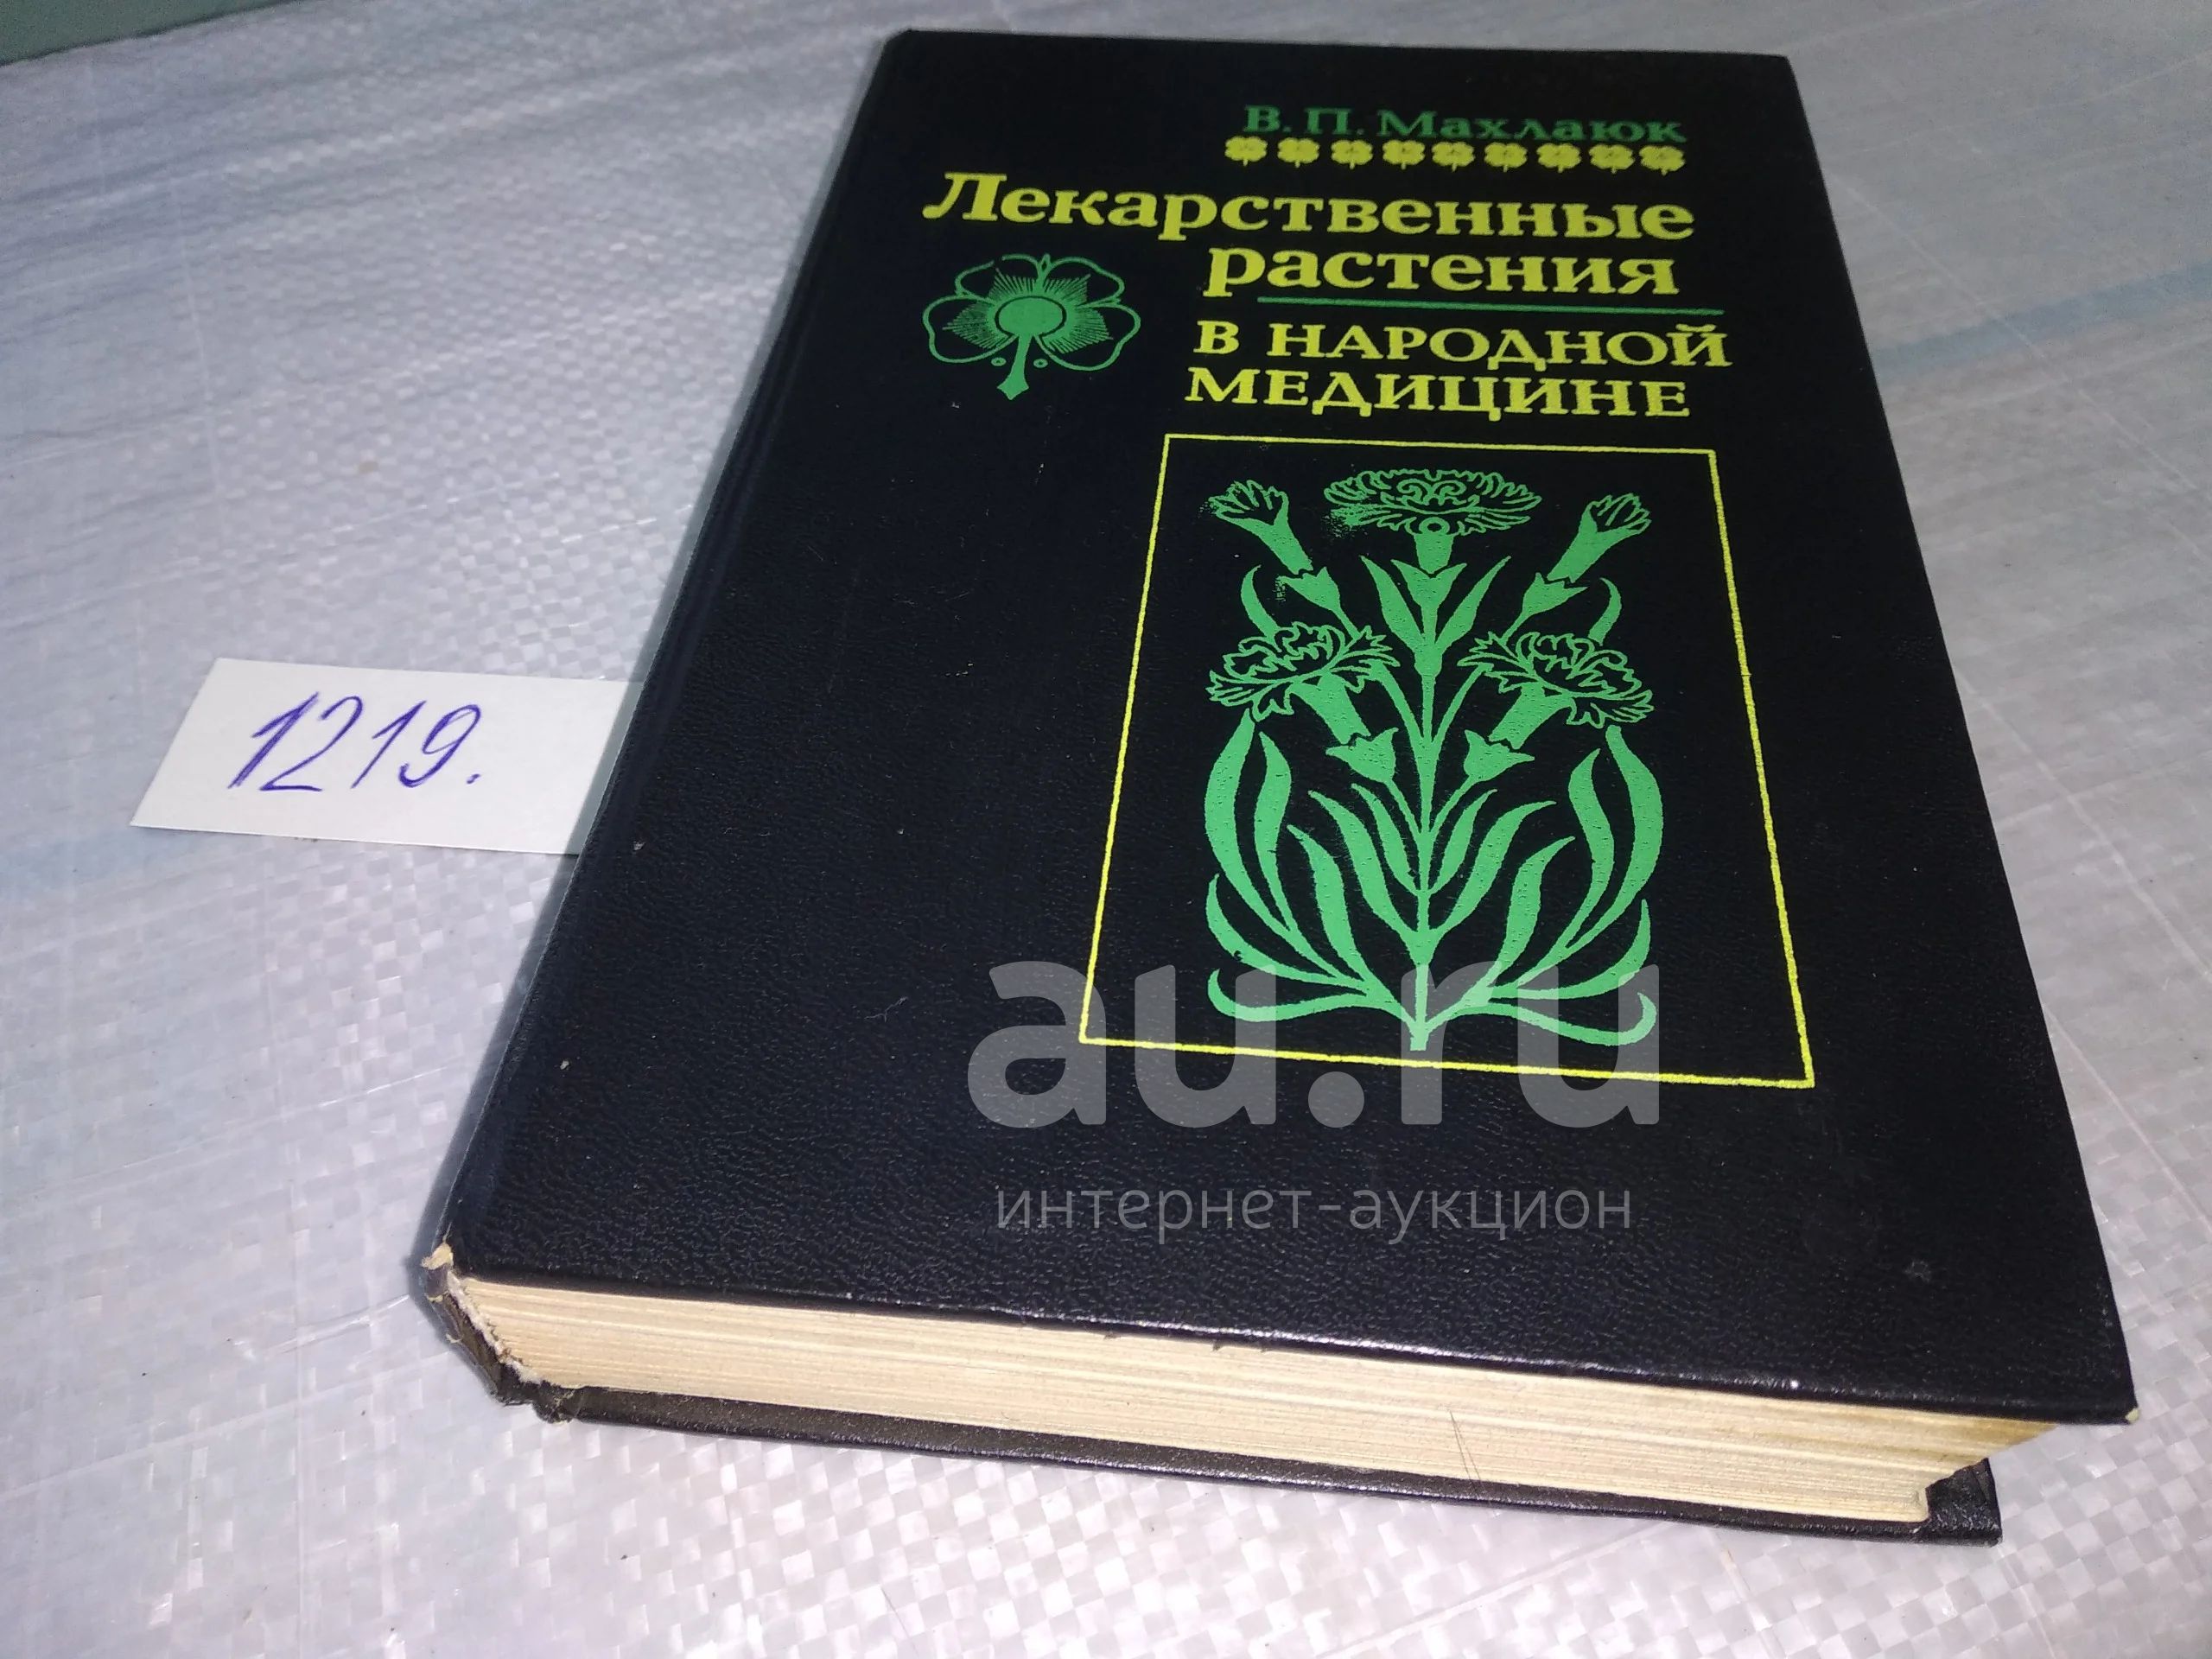 В. П. Махлаюк
Лекарственные
растения
В НАРОДНОЙ
МЕДИЦИНЕ
1219.
au.ru
интернет-аукцион